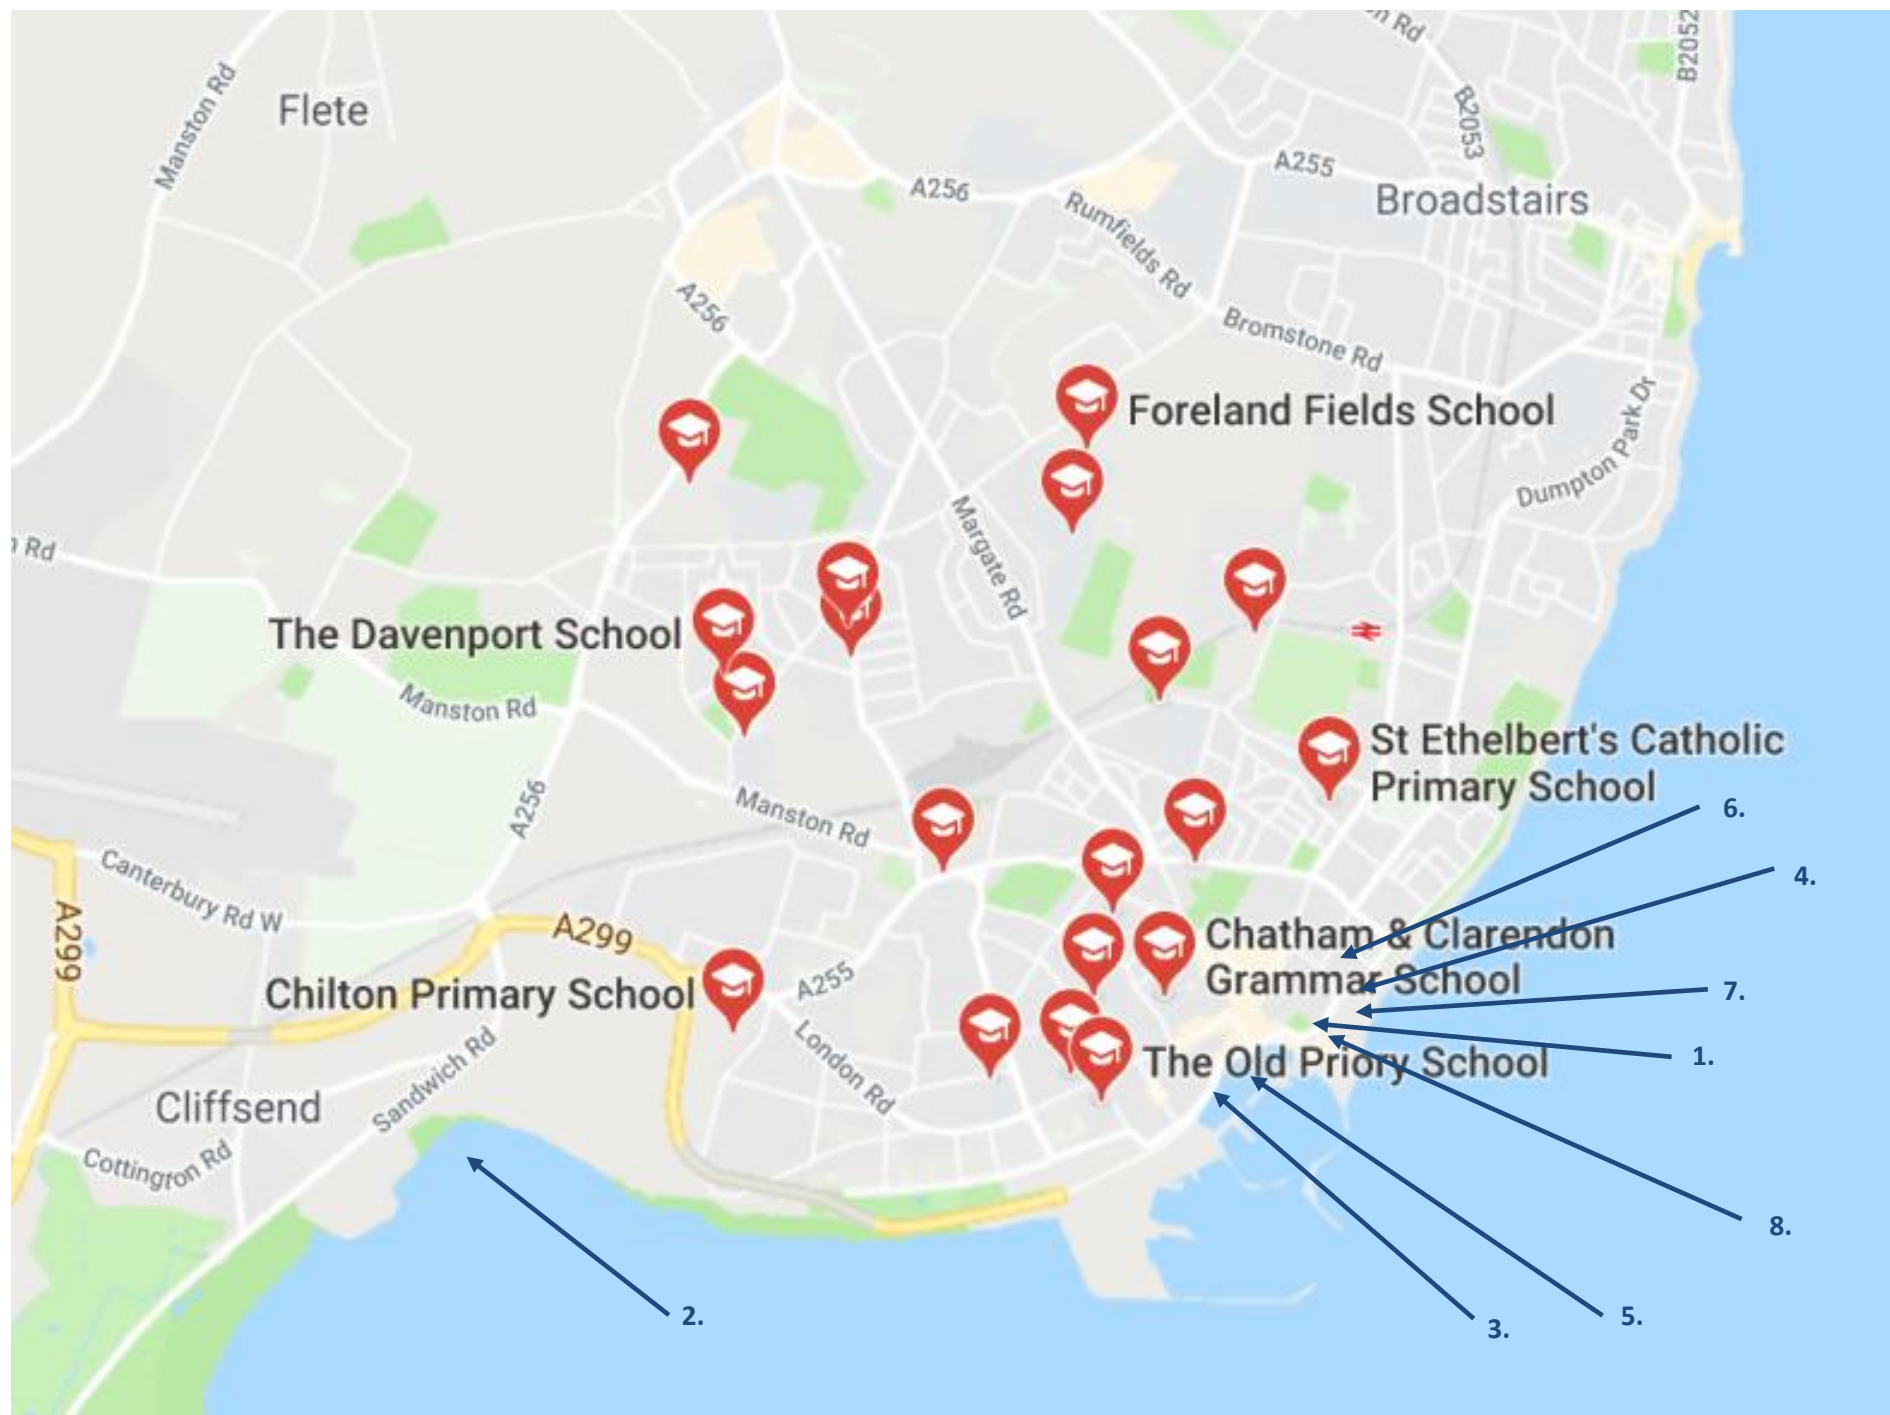 n Rd
B2052
Manston Rd
Flete
B2053
A255
A256
Broadstairs
Rumfields Rd
A256
Bromstone Rd
Foreland Fields School
Dumpton Park Dr
Margate Rd
n Rd
The Davenport School
Manston Rd
St Ethelbert's Catholic
Primary School
A256
Manston Rd
6.
Canterbury Rd W
4.
A299
A299
Chatham & Clarendon
Grammar School
A255
Chilton Primary School
7.
London Rd
1.
The Old Priory School
Sandwich Rd
Cliffsend
Cottington Rd
8.
2.
5.
3.